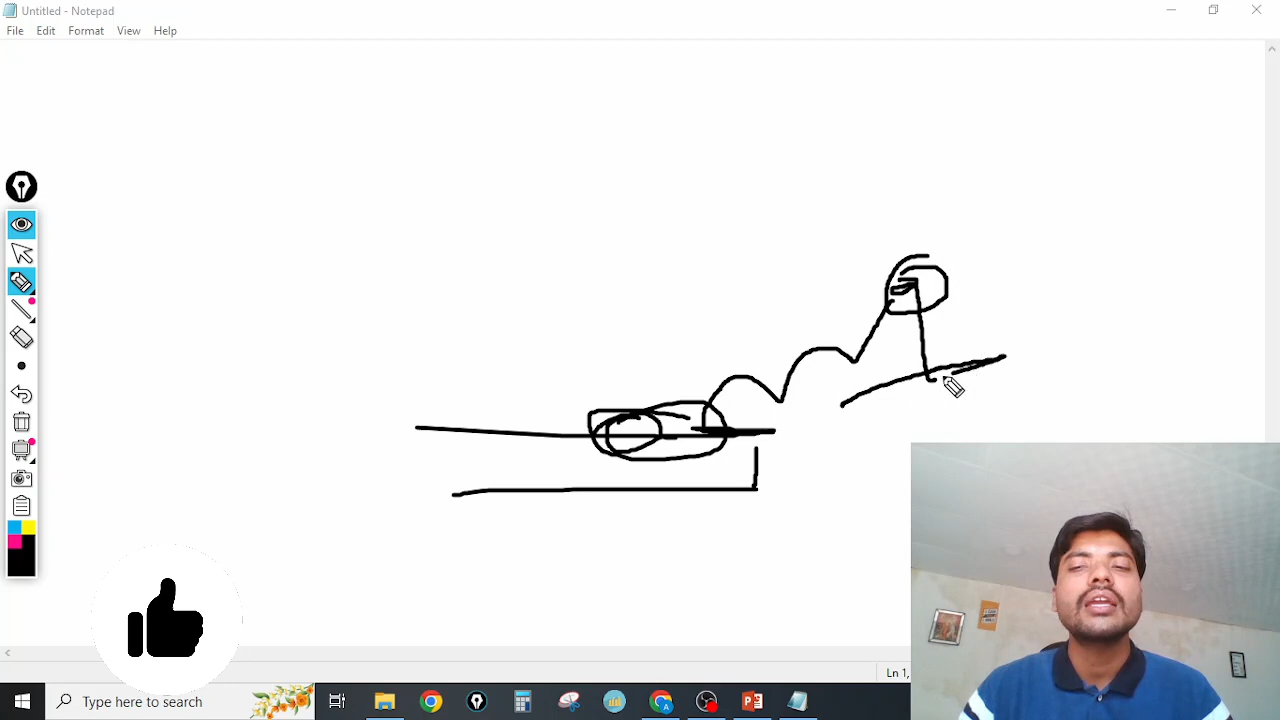 Untitled - Notepad
File Edit Format View Help
Ln 1,
Type here to search